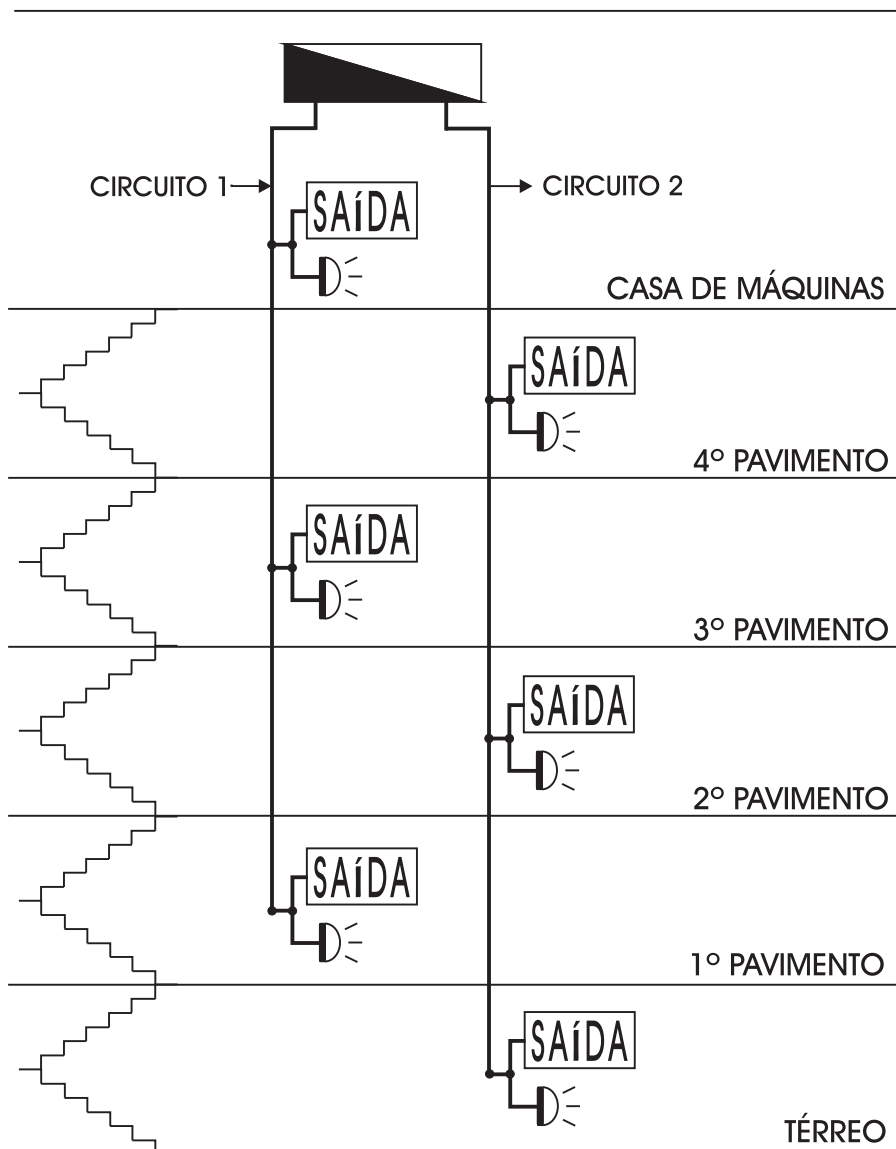 CIRCUITO 1
CIRCUITO 2
SAíDA
CASA DE MÁQUINAS
SAíDA
4º PAVIMENTO
SAíDA
3º PAVIMENTO
SAíDA
2º PAVIMENTO
SAíDA
1º PAVIMENTO
SAíDA
TÉRREO